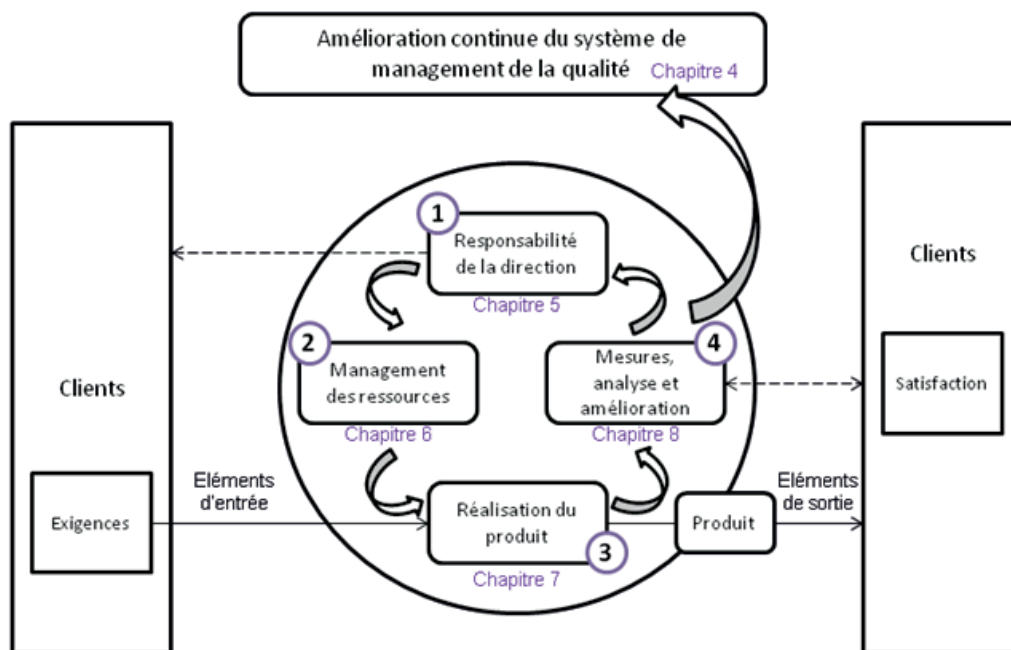 Amélioration continue du système de
management de la qualité Chapitre 4
1
Responsabilité
de la direction
Chapitre 5
Clients
2
Management
des ressources
Chapitre 6
4
Mesures,
analyse et
amélioration
Chapitre 8
Clients
Satisfaction
Exigences
Eléments
d'entrée
Réalisation du
produit
3
Chapitre 7
Produit
Eléments
de sortie